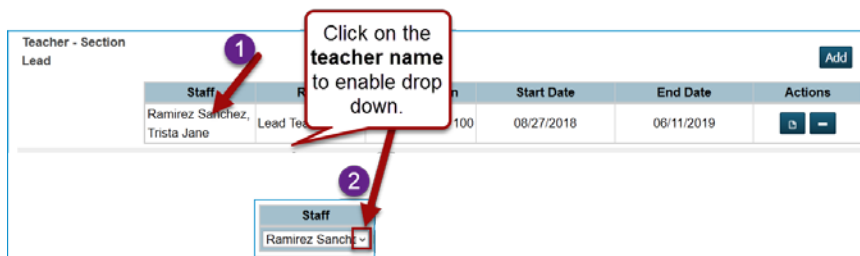 Teacher - Section
Lead
1
Click on the
teacher name
to enable drop
down.
Add
Staff R n Start Date End Date Actions
Ramirez Sanchez,
Trista Jane
Lead Tea 100 08/27/2018 06/11/2019
2
Staff
Ramirez Sanch